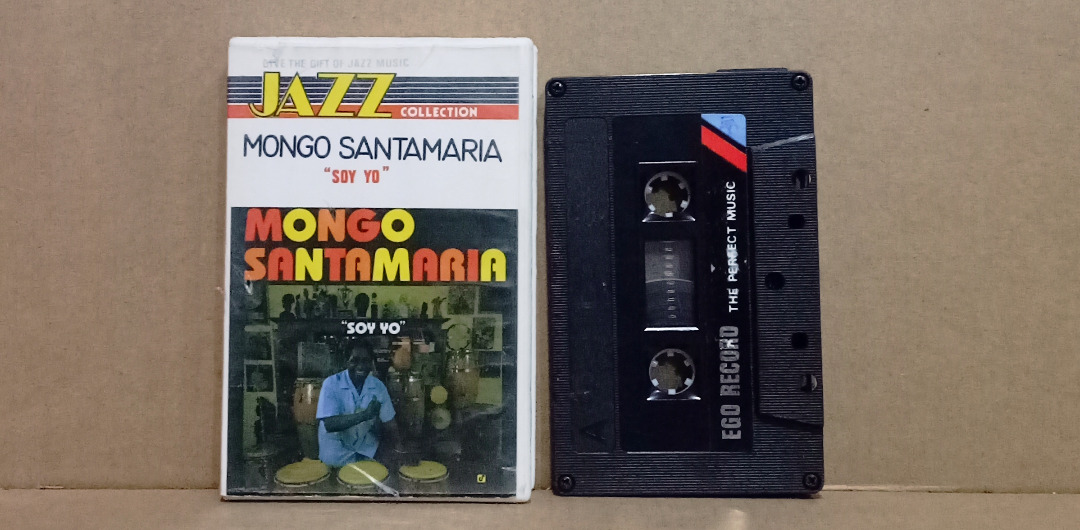 GIVE THE GIFT OF JAZZ MUSIC
JAZZ
COLLECTION
MONGO SANTAMARIA
"SOY YO"
MONGO
SANTAMARIA
"SOY YO"
A
EGO RECORD
THE PERFECT MUSIC